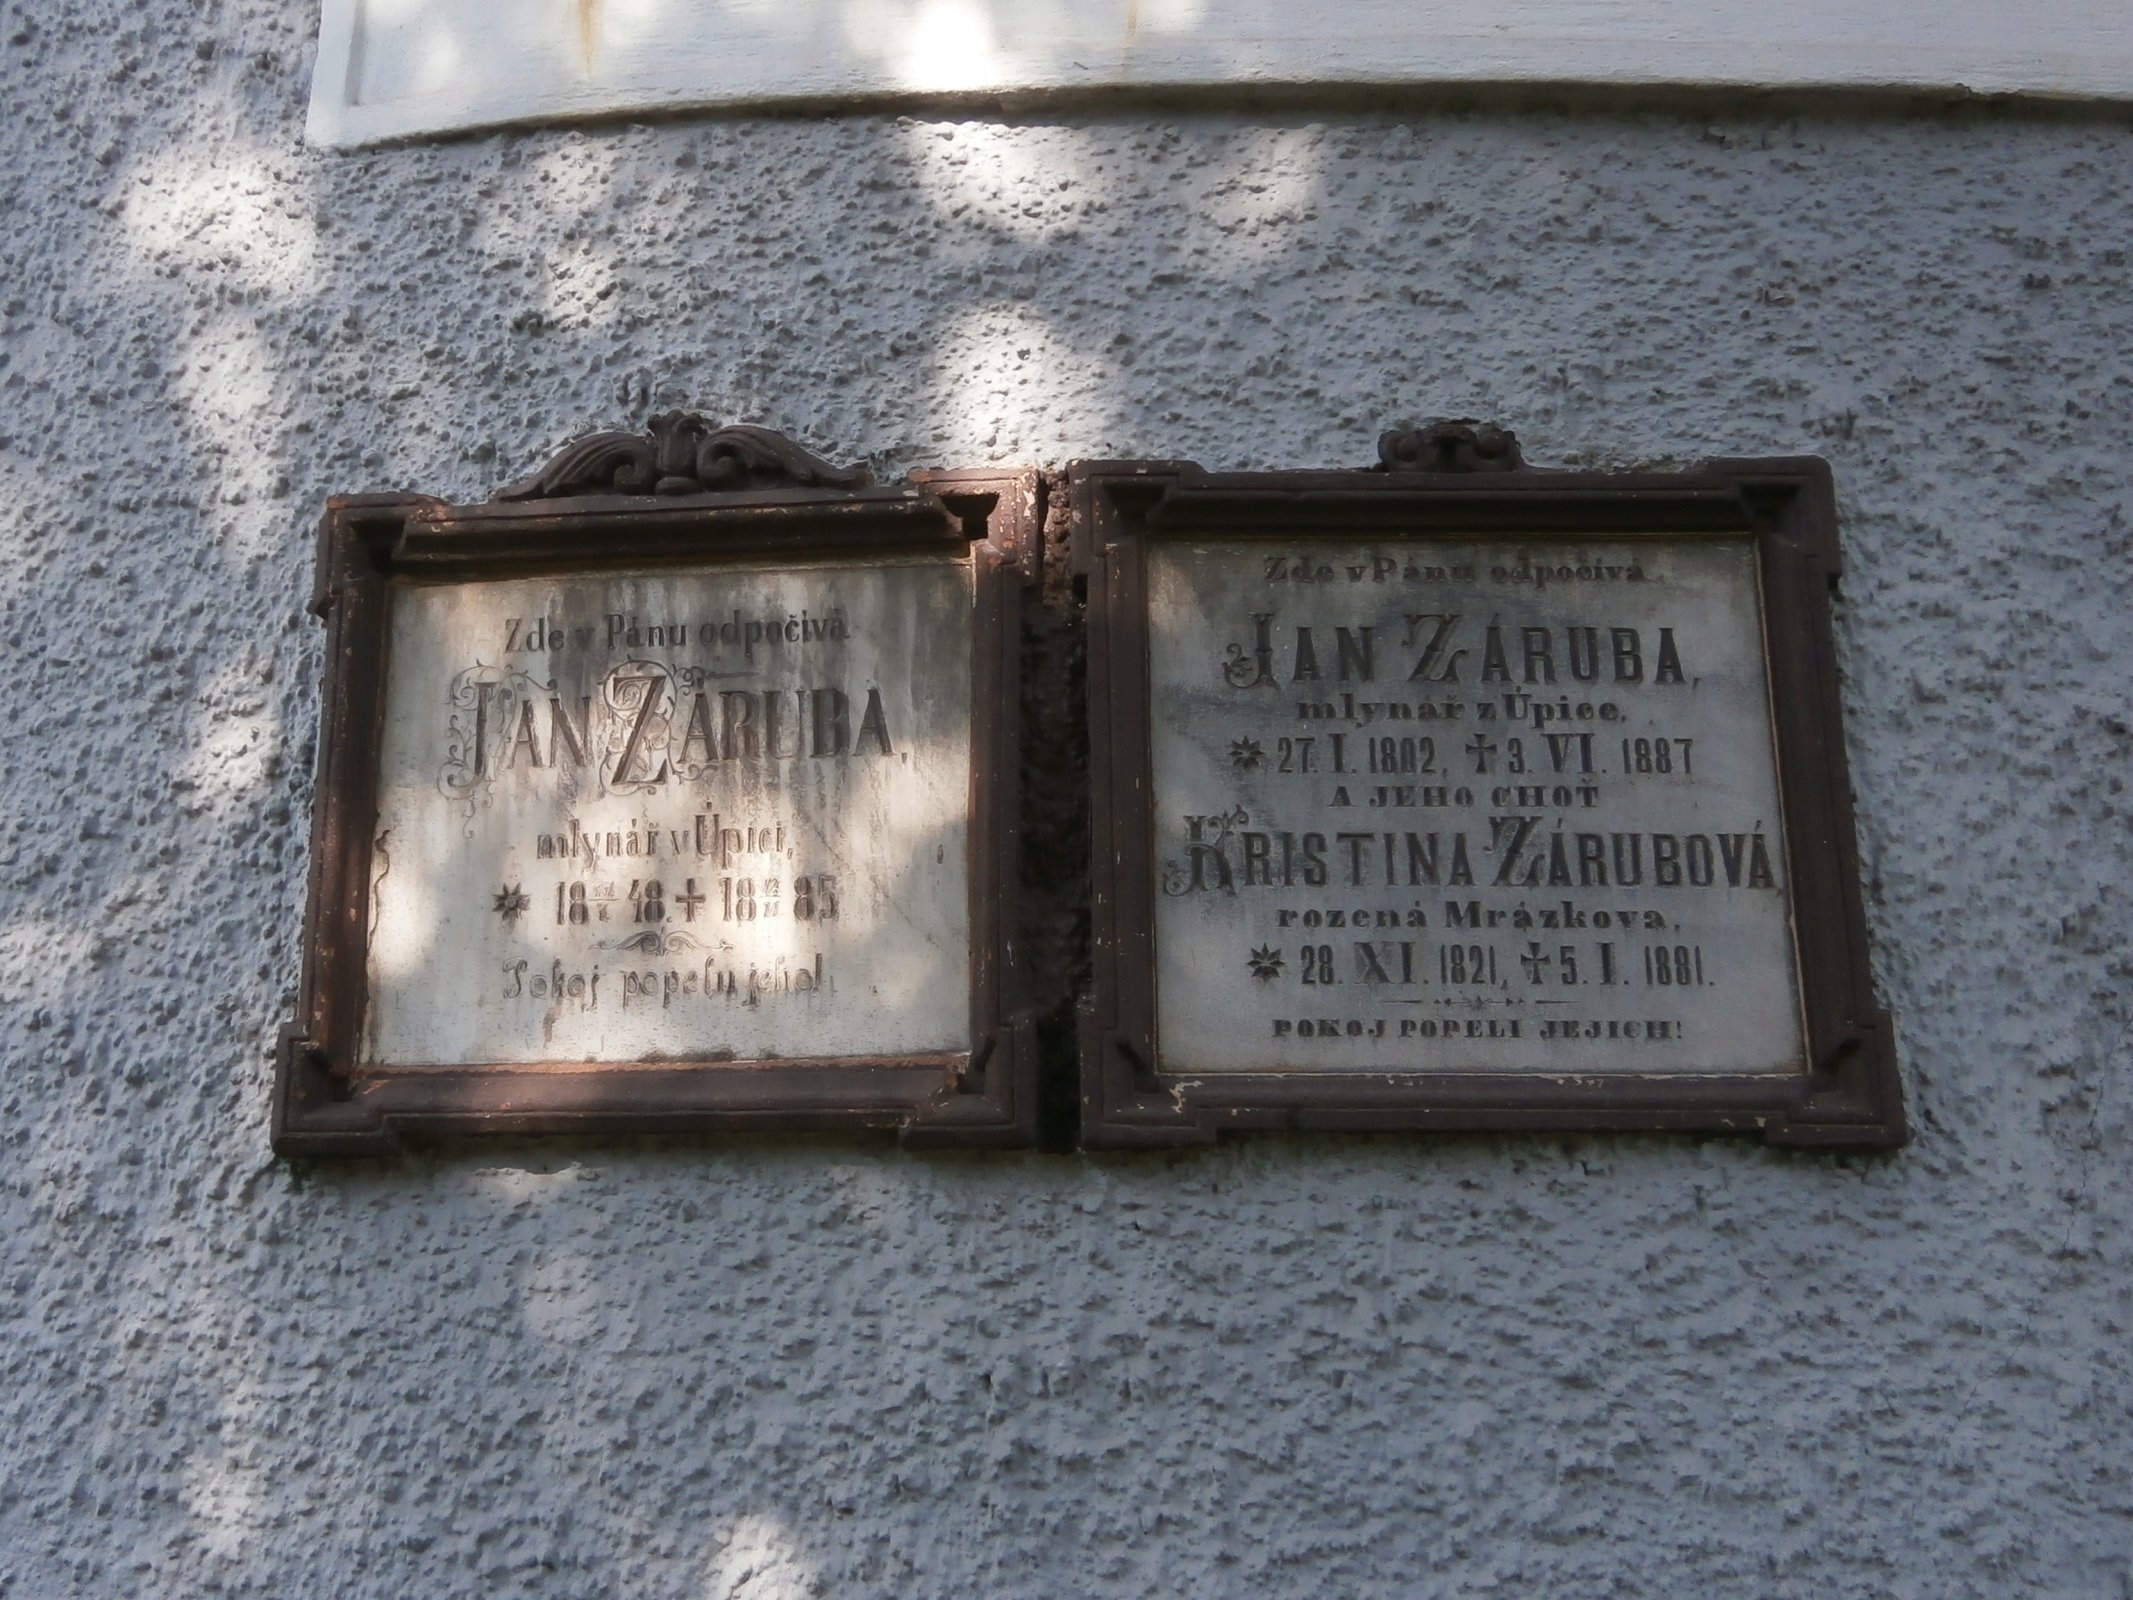 Zde v Pánu odpočívá
JAN ZÁRUBA,
mlynář v Úpici,
Pokoj popelu jeho!
Zde v Pánu odpočívá
JAN ZÁRUBA,
mlynář z Úpice,
* 27. I. 1802, † 3. VI. 1887
A JEHO CHOŤ
KRISTINA ZÁRUBOVÁ
rozená Mrázkova,
* 28. XI. 1821, † 5. I. 1881.
POKOJ POPELI JEJICH!